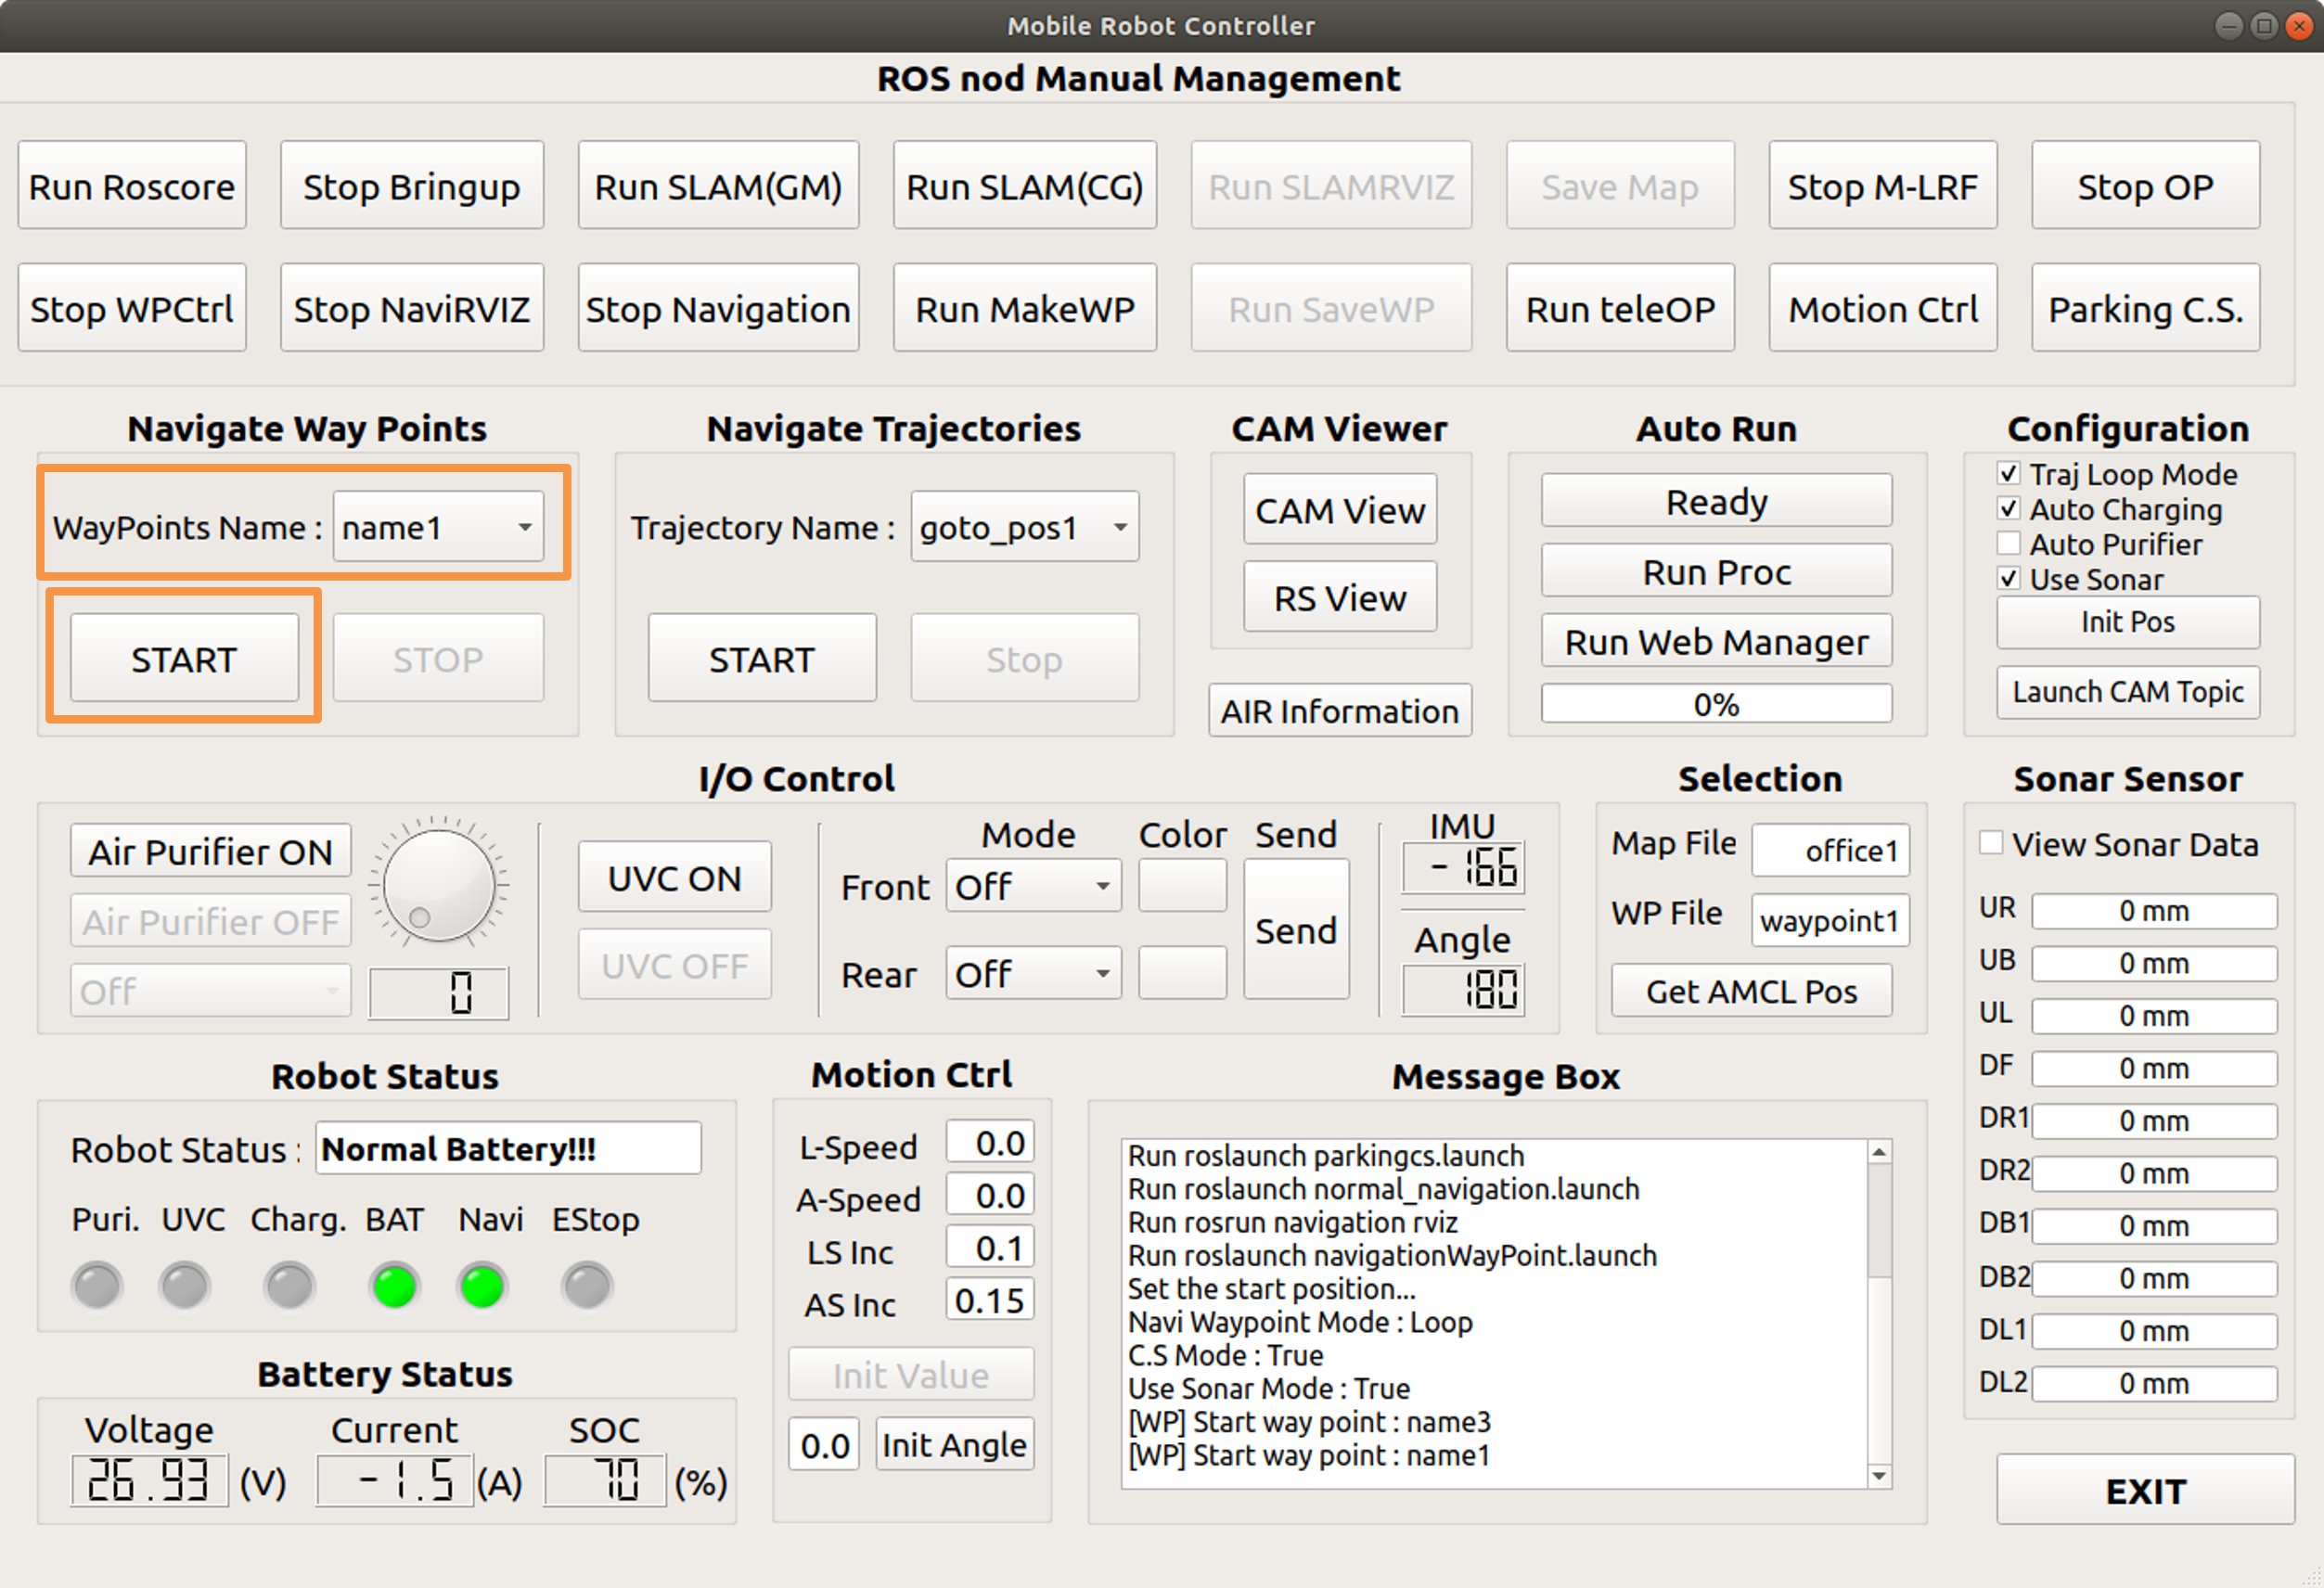 Mobile Robot Controller
ROS nod Manual Management
Run Roscore
Stop Bringup
Run SLAM(GM)
Run SLAM(CG)
Run SLAMRVIZ
Save Map
Stop M-LRF
Stop OP
Stop WPCtrl
Stop NaviRVIZ
Stop Navigation
Run MakeWP
Run SaveWP
Run teleOP
Motion Ctrl
Parking C.S.
Navigate Way Points
WayPoints Name : name1
START
STOP
Navigate Trajectories
Trajectory Name : goto_pos1
START
Stop
CAM Viewer
CAM View
RS View
AIR Information
Auto Run
Ready
Run Proc
Run Web Manager
0%
Configuration
Traj Loop Mode
Auto Charging
Auto Purifier
Use Sonar
Init Pos
Launch CAM Topic
I/O Control
Air Purifier ON
Air Purifier OFF
Off
0
UVC ON
UVC OFF
Mode Color Send
Front Off
Send
Rear Off
IMU
-166
Angle
180
Selection
Map File office1
WP File waypoint1
Get AMCL Pos
Sonar Sensor
View Sonar Data
UR 0 mm
UB 0 mm
UL 0 mm
DF 0 mm
DR1 0 mm
DR2 0 mm
DB1 0 mm
DB2 0 mm
DL1 0 mm
DL2 0 mm
Robot Status
Robot Status : Normal Battery!!!
Puri. UVC Charg. BAT Navi EStop
Battery Status
Voltage Current SOC
26.93 (V) -1.5 (A) 70 (%)
Motion Ctrl
L-Speed 0.0
A-Speed 0.0
LS Inc 0.1
AS Inc 0.15
Init Value
0.0 Init Angle
Message Box
Run roslaunch parkingcs.launch
Run roslaunch normal_navigation.launch
Run rosrun navigation rviz
Run roslaunch navigationWayPoint.launch
Set the start position...
Navi Waypoint Mode : Loop
C.S Mode : True
Use Sonar Mode : True
[WP] Start way point : name3
[WP] Start way point : name1
EXIT